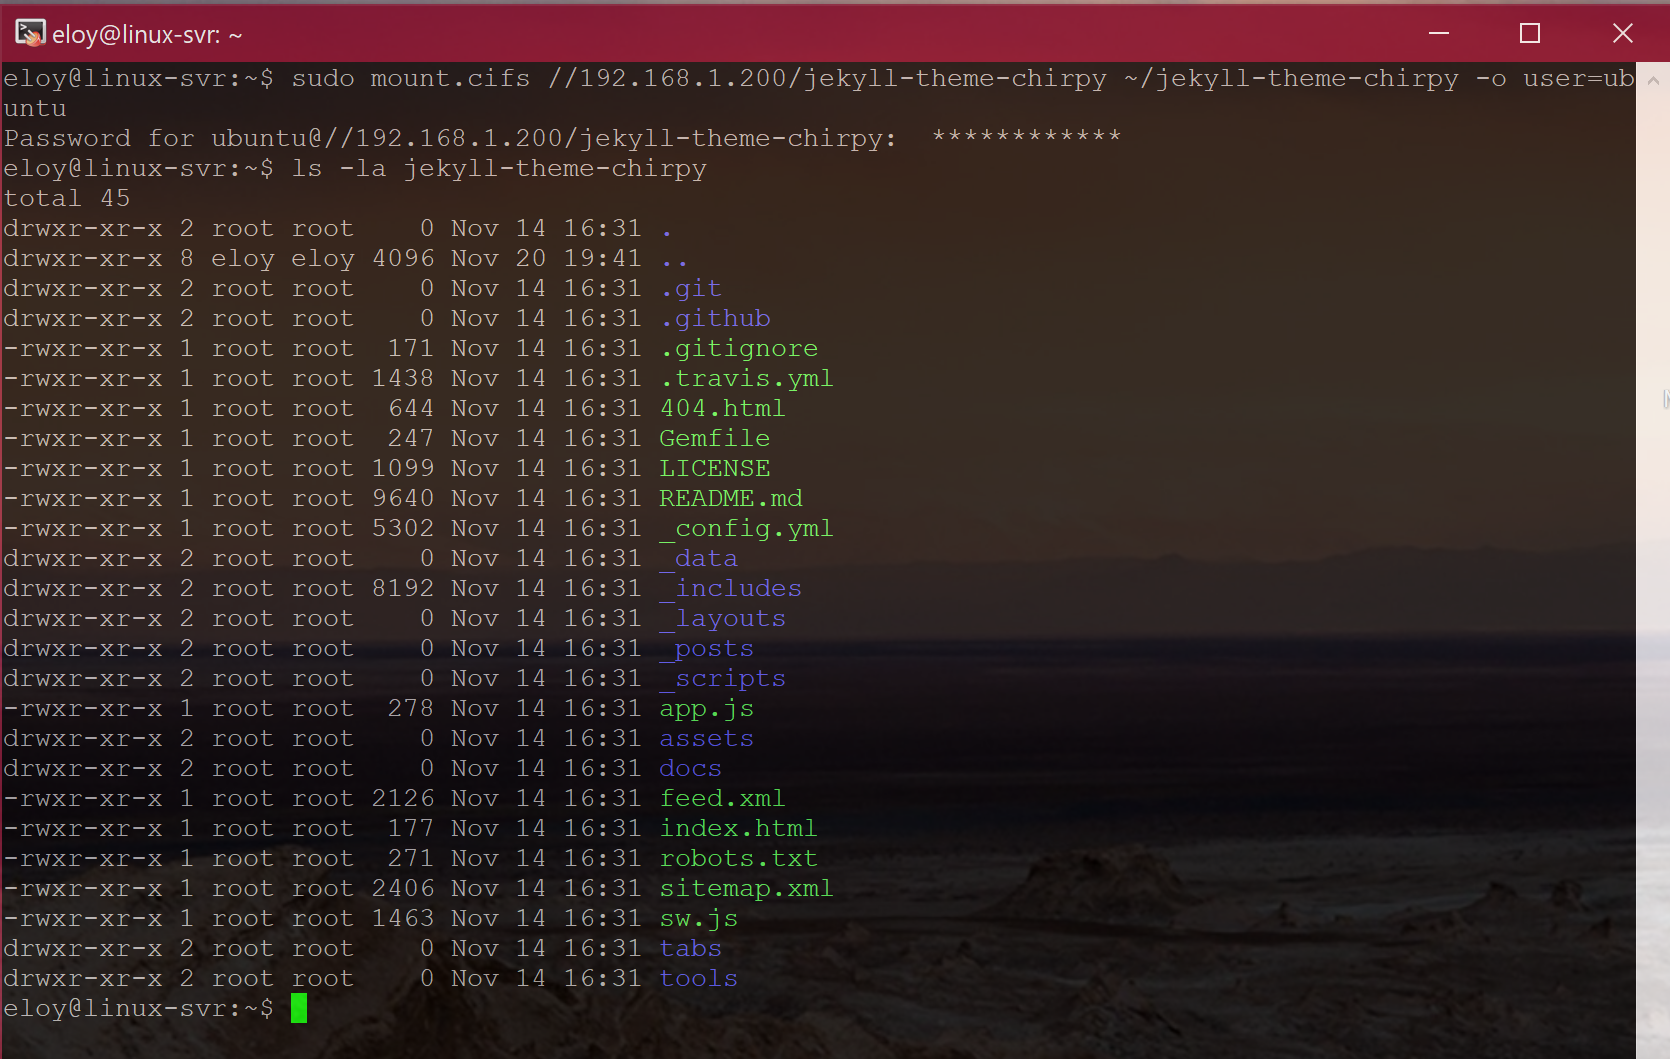 eloy@linux-svr: ~
eloy@linux-svr:~$ sudo mount.cifs //192.168.1.200/jekyll-theme-chirpy ~/jekyll-theme-chirpy -o user=ub
untu
Password for ubuntu@//192.168.1.200/jekyll-theme-chirpy:  ************
eloy@linux-svr:~$ ls -la jekyll-theme-chirpy
total 45
drwxr-xr-x 2 root root    0 Nov 14 16:31 .
drwxr-xr-x 8 eloy eloy 4096 Nov 20 19:41 ..
drwxr-xr-x 2 root root    0 Nov 14 16:31 .git
drwxr-xr-x 2 root root    0 Nov 14 16:31 .github
-rwxr-xr-x 1 root root  171 Nov 14 16:31 .gitignore
-rwxr-xr-x 1 root root 1438 Nov 14 16:31 .travis.yml
-rwxr-xr-x 1 root root  644 Nov 14 16:31 404.html
-rwxr-xr-x 1 root root  247 Nov 14 16:31 Gemfile
-rwxr-xr-x 1 root root 1099 Nov 14 16:31 LICENSE
-rwxr-xr-x 1 root root 9640 Nov 14 16:31 README.md
-rwxr-xr-x 1 root root 5302 Nov 14 16:31 _config.yml
drwxr-xr-x 2 root root    0 Nov 14 16:31 _data
drwxr-xr-x 2 root root 8192 Nov 14 16:31 _includes
drwxr-xr-x 2 root root    0 Nov 14 16:31 _layouts
drwxr-xr-x 2 root root    0 Nov 14 16:31 _posts
drwxr-xr-x 2 root root    0 Nov 14 16:31 _scripts
-rwxr-xr-x 1 root root  278 Nov 14 16:31 app.js
drwxr-xr-x 2 root root    0 Nov 14 16:31 assets
drwxr-xr-x 2 root root    0 Nov 14 16:31 docs
-rwxr-xr-x 1 root root 2126 Nov 14 16:31 feed.xml
-rwxr-xr-x 1 root root  177 Nov 14 16:31 index.html
-rwxr-xr-x 1 root root  271 Nov 14 16:31 robots.txt
-rwxr-xr-x 1 root root 2406 Nov 14 16:31 sitemap.xml
-rwxr-xr-x 1 root root 1463 Nov 14 16:31 sw.js
drwxr-xr-x 2 root root    0 Nov 14 16:31 tabs
drwxr-xr-x 2 root root    0 Nov 14 16:31 tools
eloy@linux-svr:~$